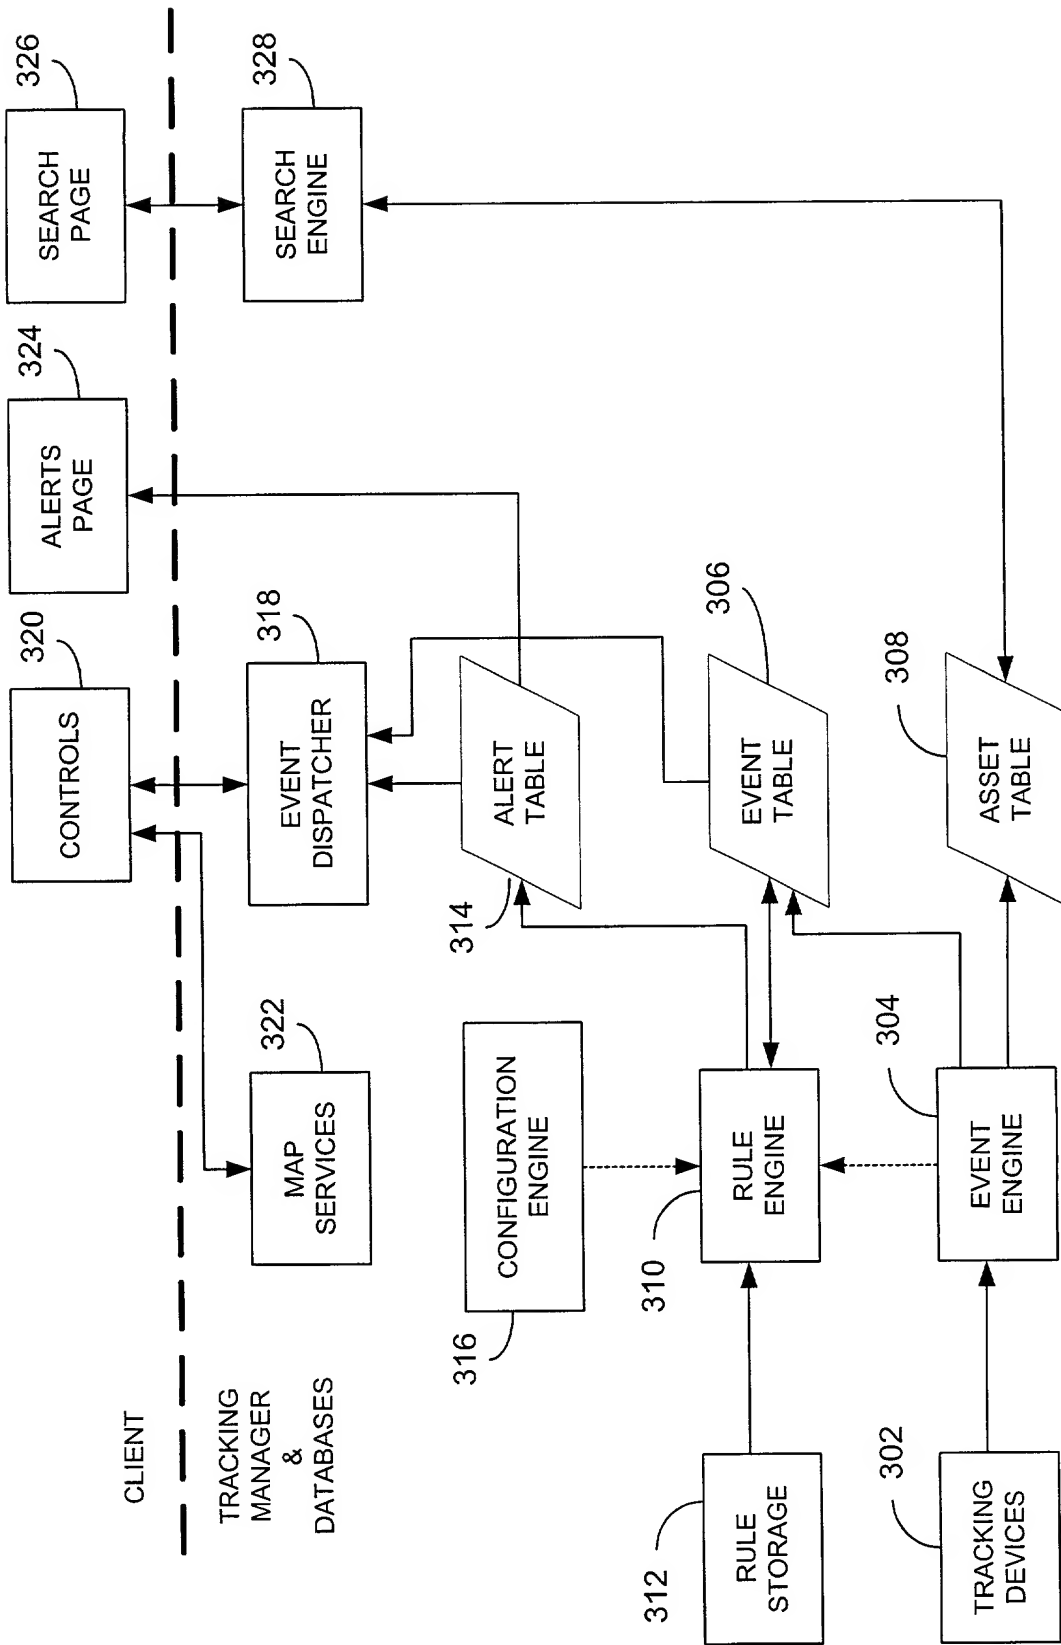 CLIENT
TRACKING
MANAGER
&
DATABASES
CONTROLS
320
ALERTS
PAGE
324
SEARCH
PAGE
326
MAP
SERVICES
322
EVENT
DISPATCHER
318
SEARCH
ENGINE
328
CONFIGURATION
ENGINE
316
ALERT
TABLE
314
RULE
STORAGE
312
RULE
ENGINE
310
EVENT
TABLE
306
TRACKING
DEVICES
302
EVENT
ENGINE
304
ASSET
TABLE
308